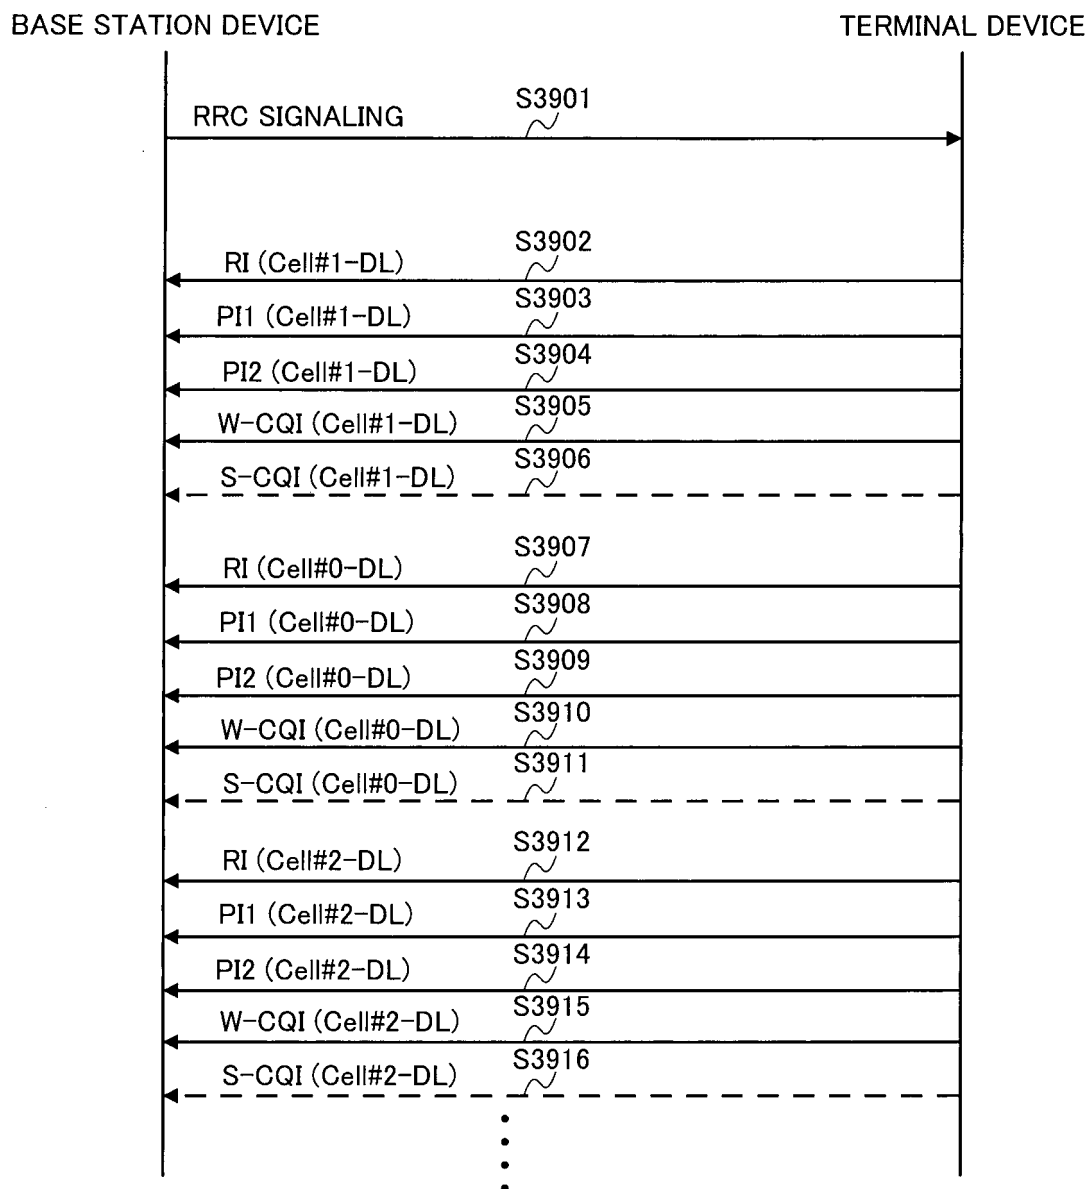 BASE STATION DEVICE
TERMINAL DEVICE
RRC SIGNALING
S3901
RI (Cell#1-DL)
S3902
PI1 (Cell#1-DL)
S3903
PI2 (Cell#1-DL)
S3904
W-CQI (Cell#1-DL)
S3905
S-CQI (Cell#1-DL)
S3906
RI (Cell#0-DL)
S3907
PI1 (Cell#0-DL)
S3908
PI2 (Cell#0-DL)
S3909
W-CQI (Cell#0-DL)
S3910
S-CQI (Cell#0-DL)
S3911
RI (Cell#2-DL)
S3912
PI1 (Cell#2-DL)
S3913
PI2 (Cell#2-DL)
S3914
W-CQI (Cell#2-DL)
S3915
S-CQI (Cell#2-DL)
S3916